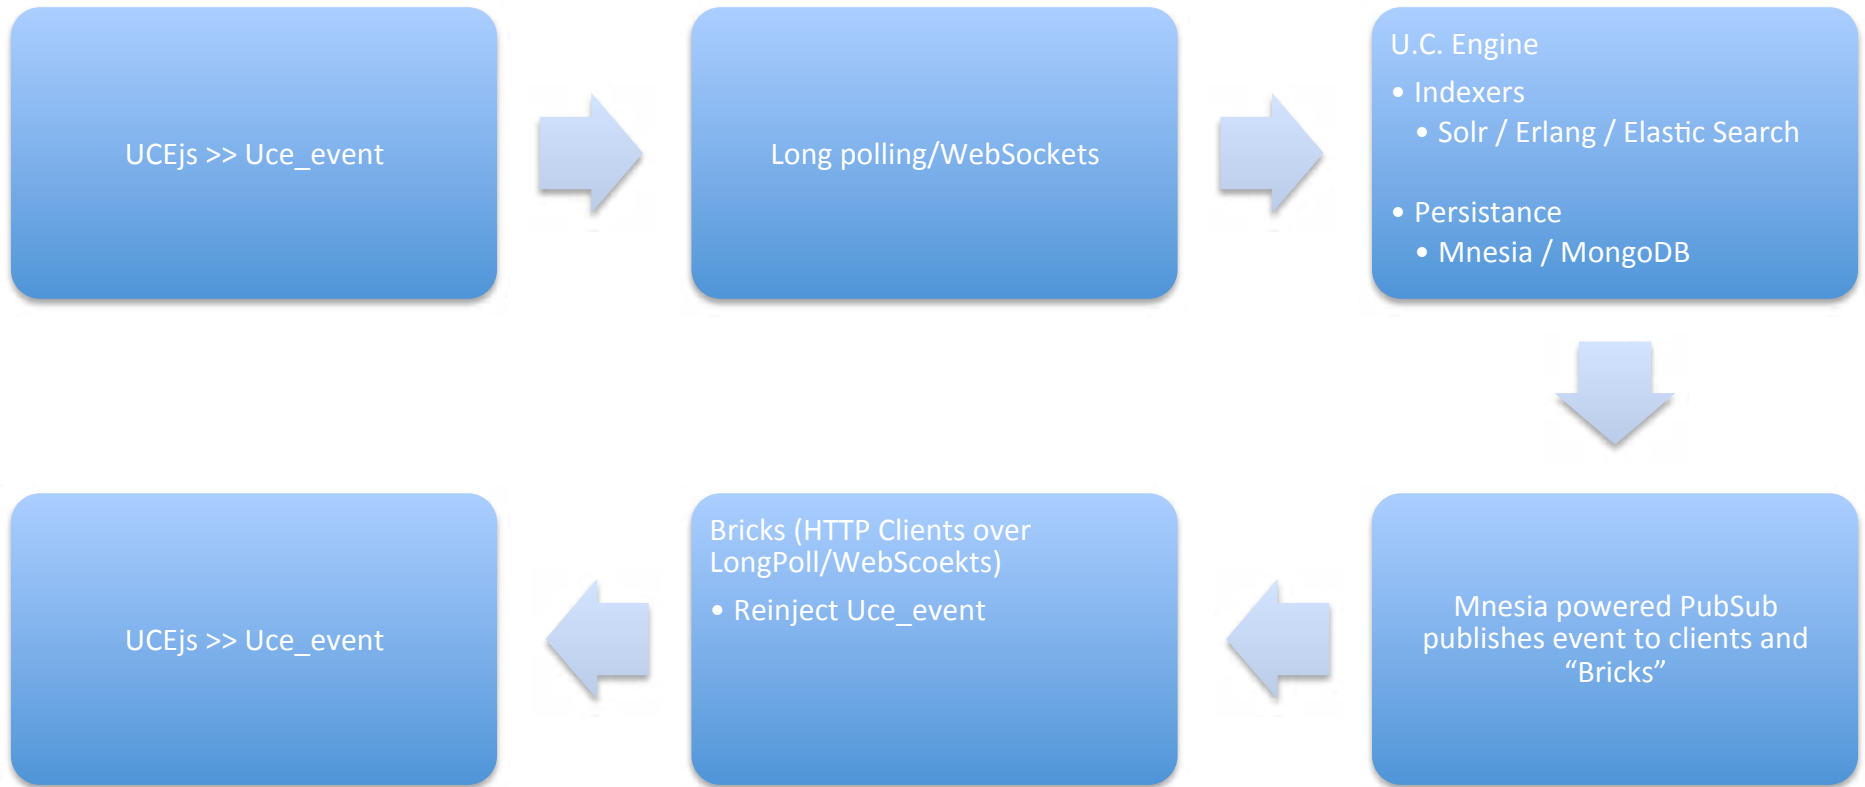 UCEjs >> Uce_event
Long polling/WebSockets
U.C. Engine
• Indexers
• Solr / Erlang / Elastic Search
• Persistance
• Mnesia / MongoDB
UCEjs >> Uce_event
Bricks (HTTP Clients over
LongPoll/WebScoekts)
• Reinject Uce_event
Mnesia powered PubSub
publishes event to clients and
“Bricks”